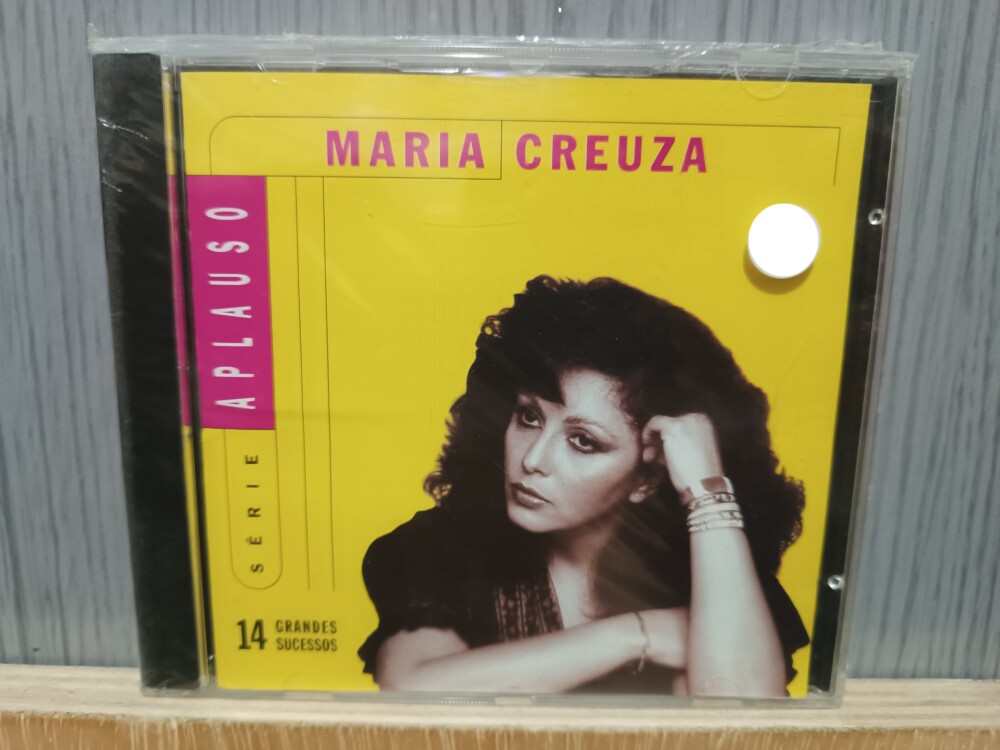 MARIA CREUZA
SÉRIE APLAUSO
14 GRANDES
SUCESSOS